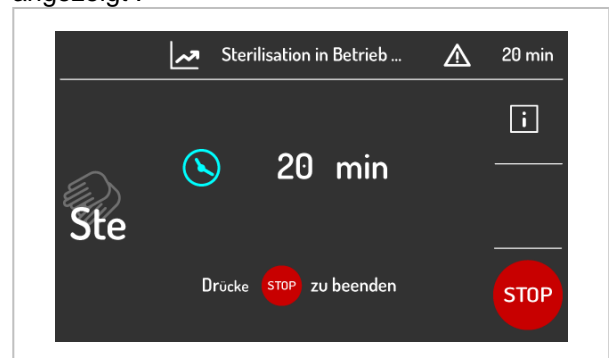 angezeigt .
Sterilisation in Betrieb ... 20 min
i
20 min
Ste
Drücke STOP zu beenden
STOP